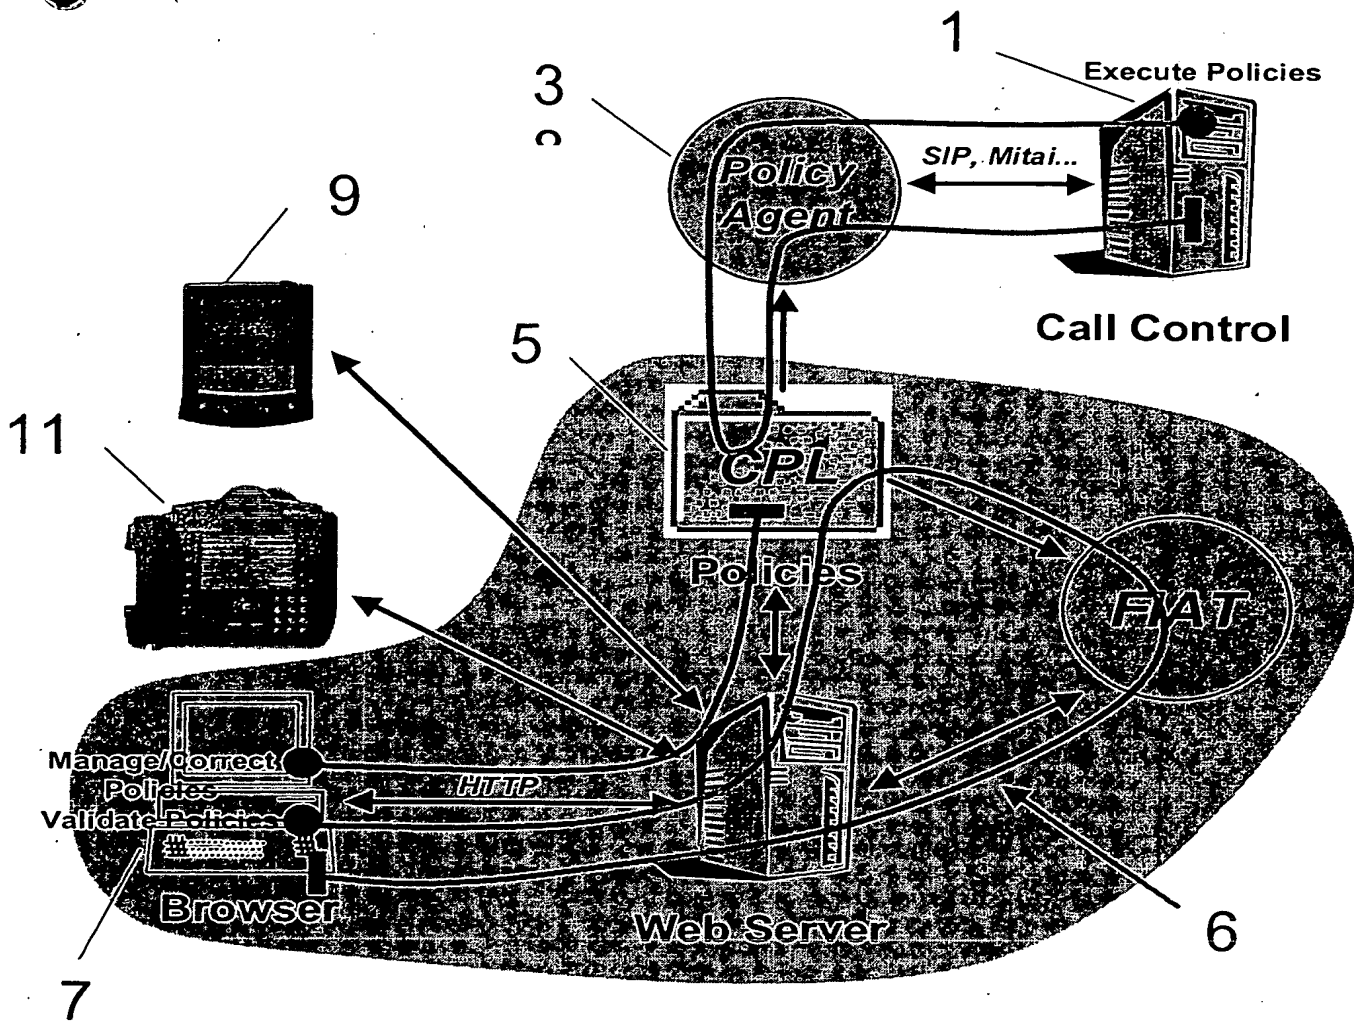 1
Execute Policies
3
SIP, Mitai...
Policy
Agent
9
Call Control
5
11
CPL
Policies
FIAT
Manage/Correct
Policies
HTTP
Validate Policies
Browser
Web Server
6
7